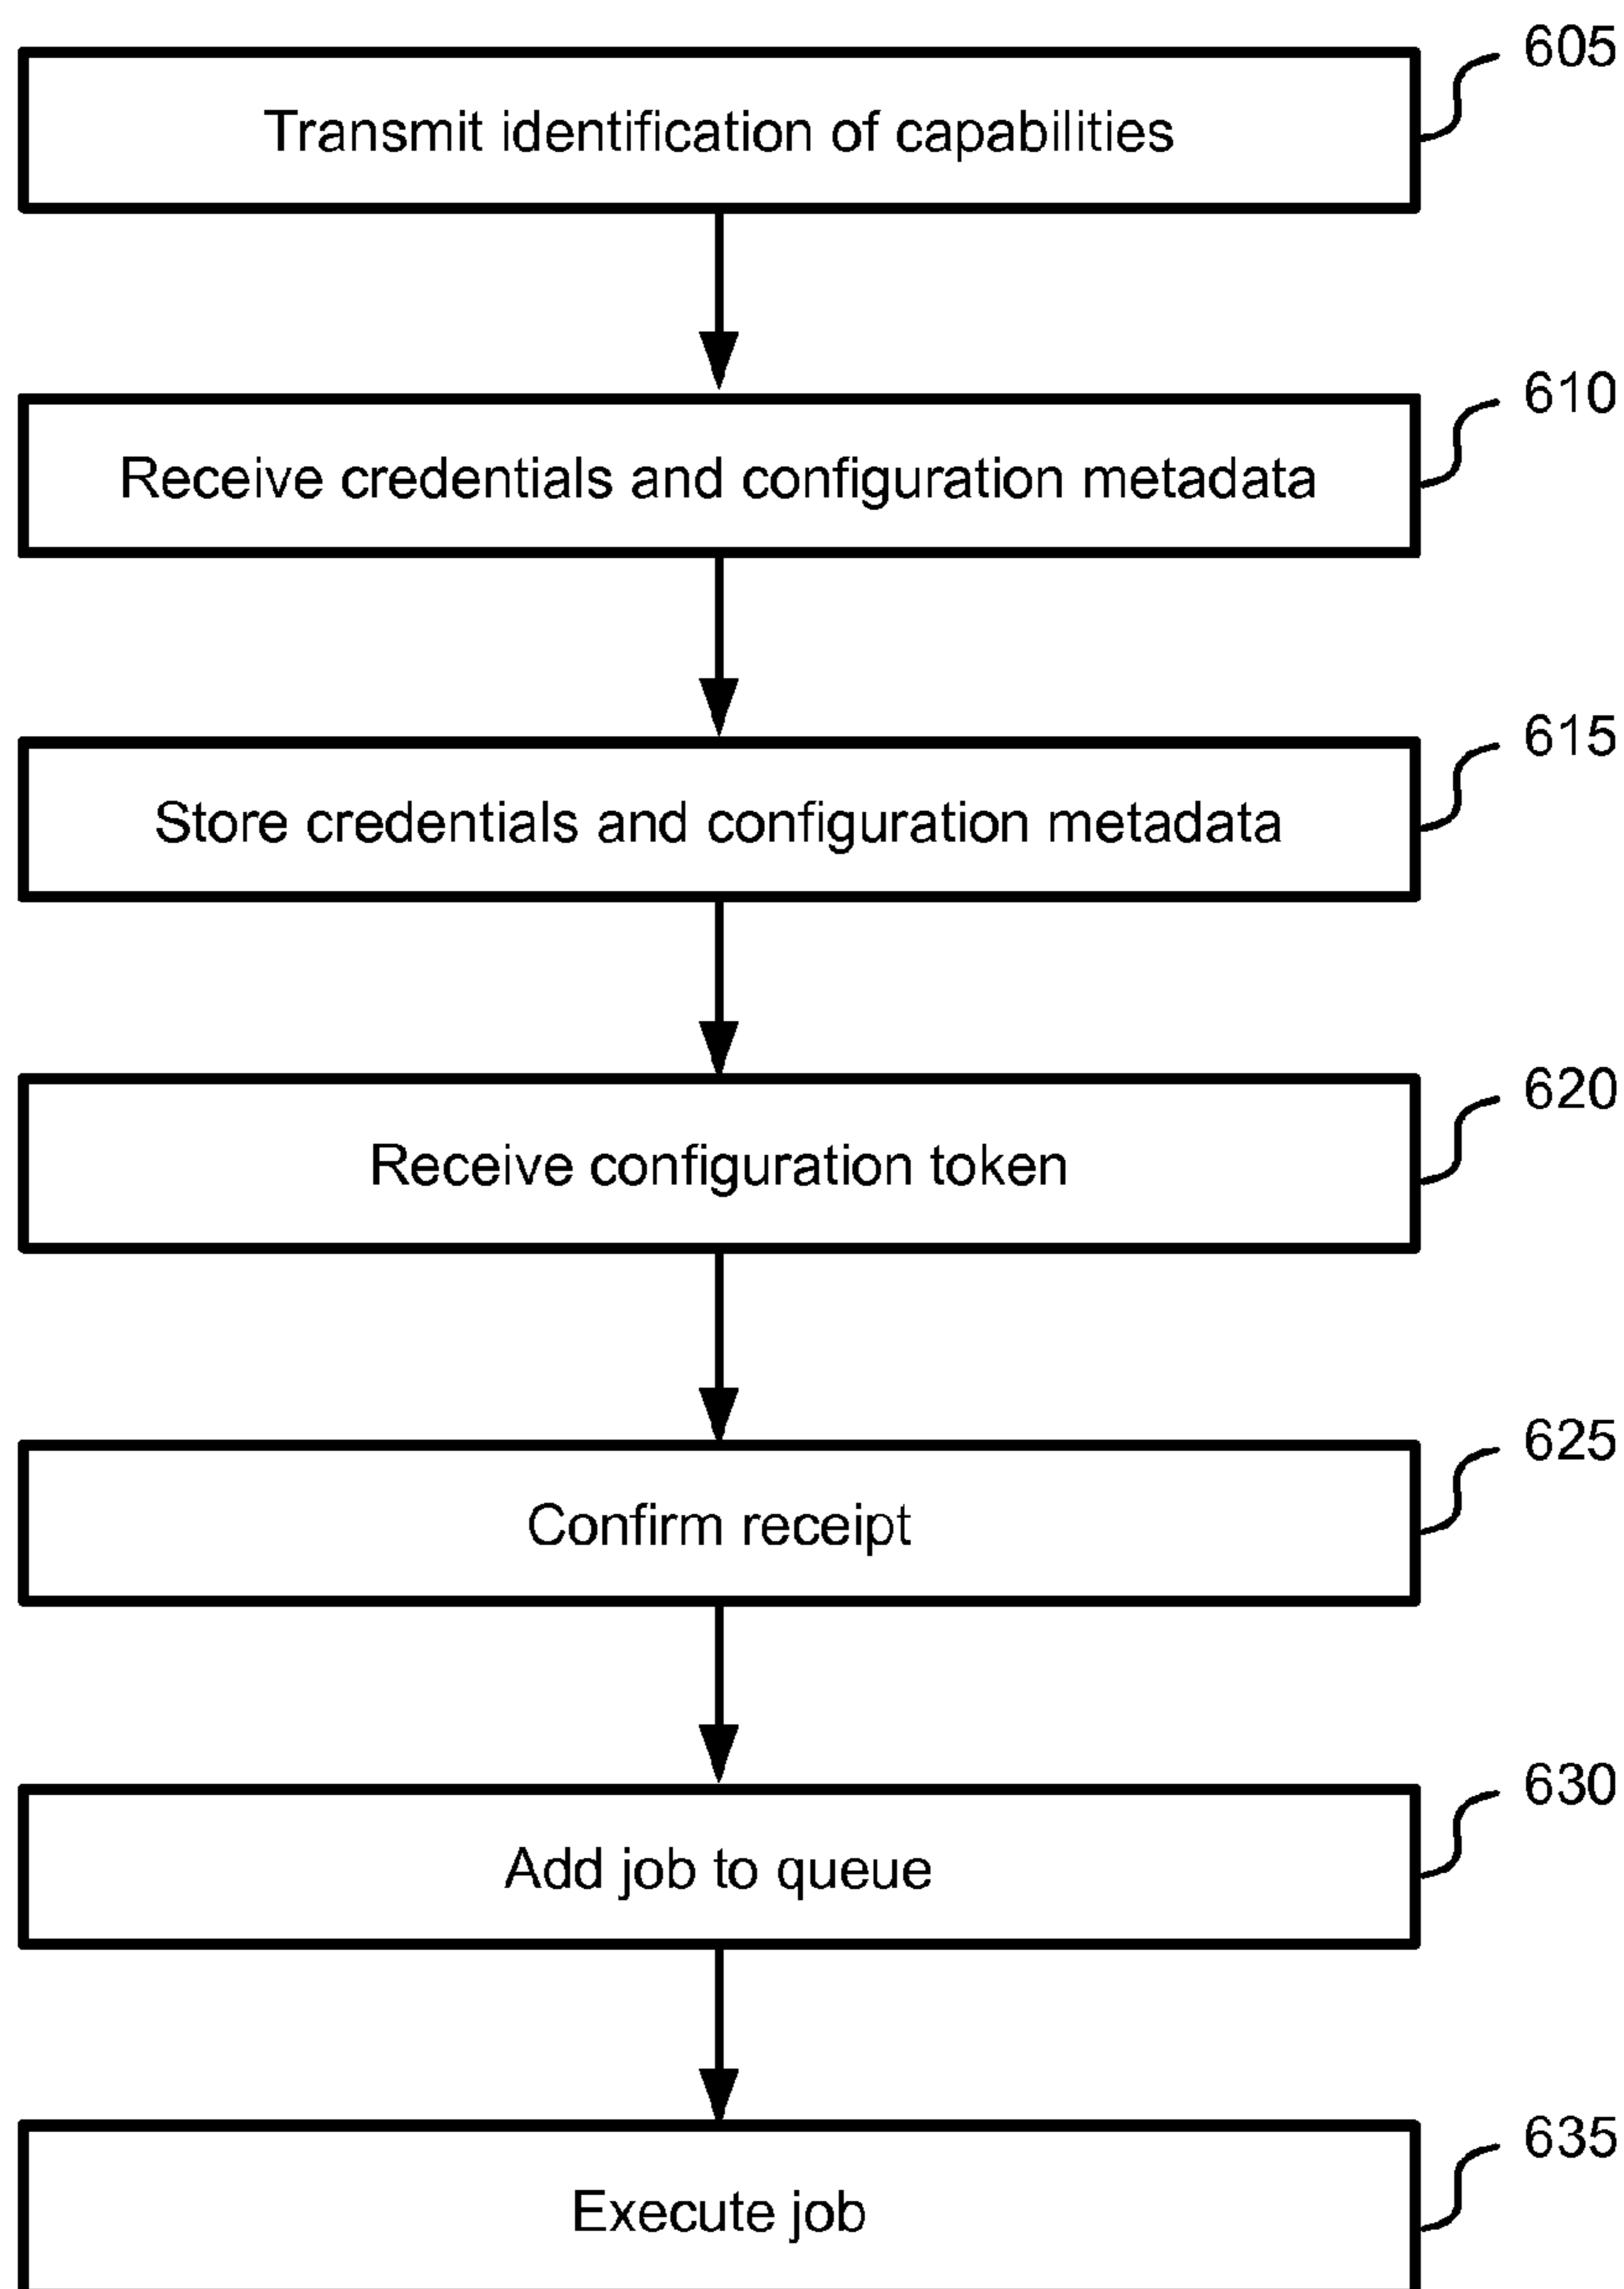 605
Transmit identification of capabilities
610
Receive credentials and configuration metadata
615
Store credentials and configuration metadata
620
Receive configuration token
625
Confirm receipt
630
Add job to queue
635
Execute job